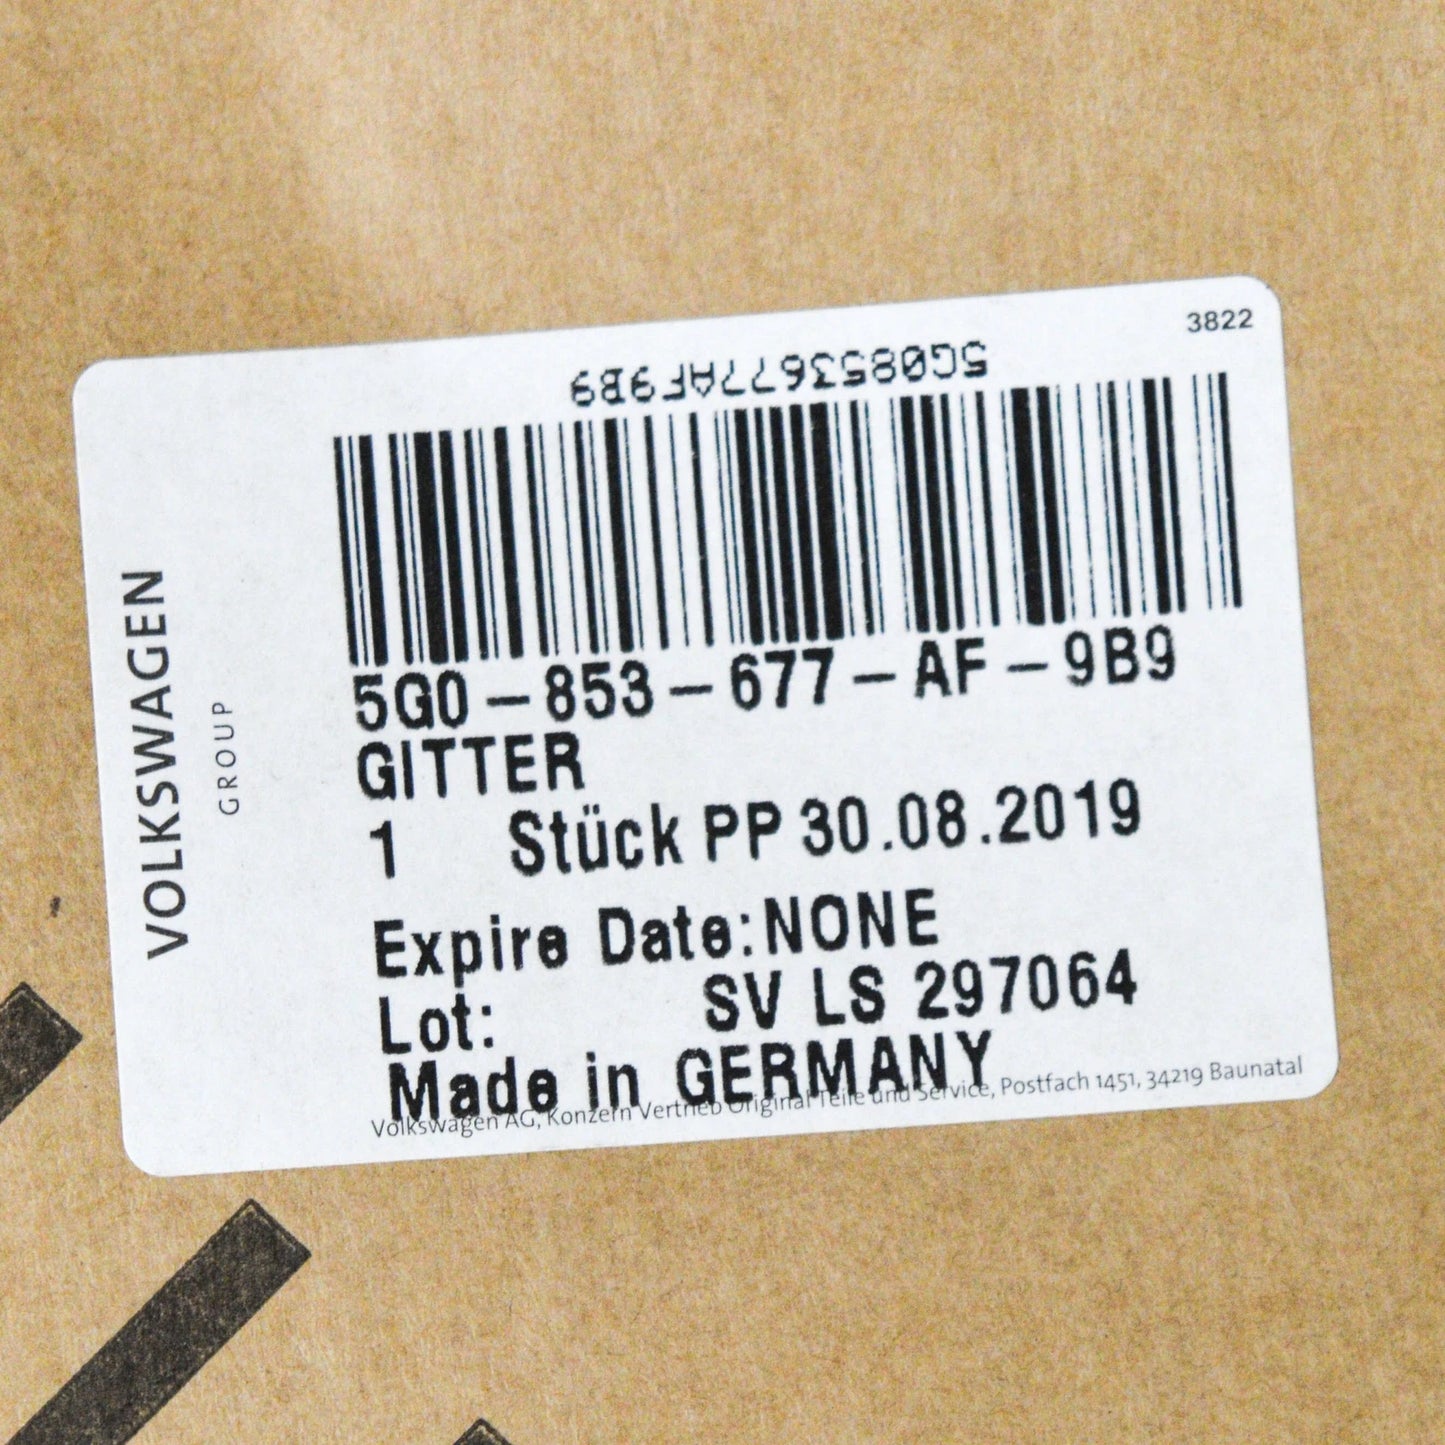 3822
5G0853677AF9B9
5G0-853-677-AF-9B9
GITTER
1 Stück PP 30.08.2019
Expire Date:NONE
Lot: SV LS 297064
Made in GERMANY
Volkswagen AG, Konzern Vertrieb Original Teile und Service, Postfach 1451, 34219 Baunatal
VOLKSWAGEN
GROUP